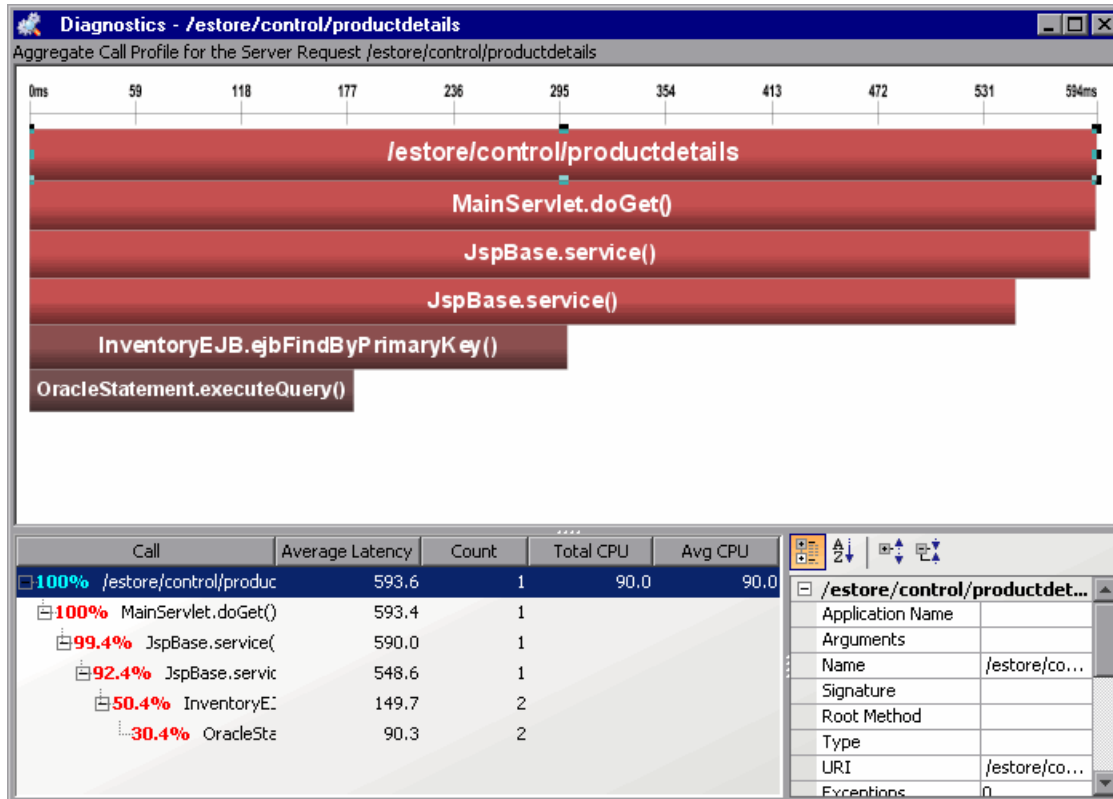 Diagnostics - /estore/control/productdetails
Aggregate Call Profile for the Server Request /estore/control/productdetails
0ms 59 118 177 236 295 354 413 472 531 594ms
/estore/control/productdetails
MainServlet.doGet()
JspBase.service()
JspBase.service()
InventoryEJB.ejbFindByPrimaryKey()
OracleStatement.executeQuery()
Call Average Latency Count Total CPU Avg CPU
100% /estore/control/produc 593.6 1 90.0 90.0
100% MainServlet.doGet() 593.4 1
99.4% JspBase.service( 590.0 1
92.4% JspBase.servic 548.6 1
50.4% InventoryEJ 149.7 2
30.4% OracleSta 90.3 2
/estore/control/productdet...
Application Name
Arguments
Name /estore/co...
Signature
Root Method
Type
URI /estore/co...
Exceptions 0